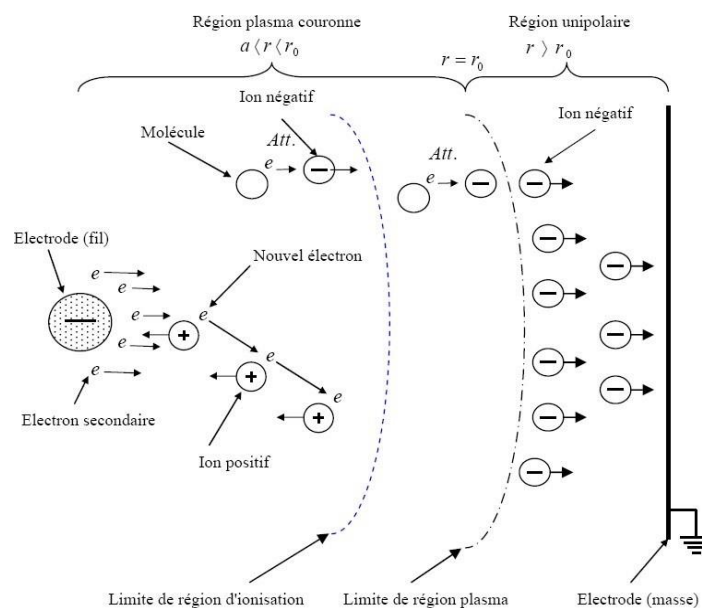 Région plasma couronne
a ⟨ r ⟨ r₀
Région unipolaire
r ⟩ r₀
r = r₀
Ion négatif
Ion négatif
Molécule
Att.
e
Att.
e
Electrode (fil)
Nouvel électron
e
e
e
e
e
e
e
e
Electron secondaire
Ion positif
Limite de région d'ionisation
Limite de région plasma
Electrode (masse)